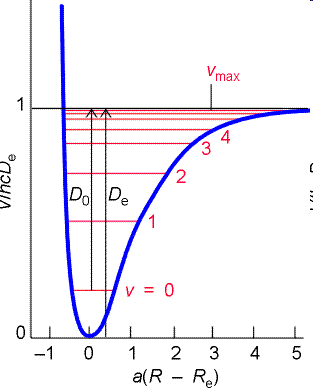 v_max
1
4
3
2
D_0
D_e
1
v = 0
V/hcD_e
0
−1 0 1 2 3 4 5
a(R − R_e)